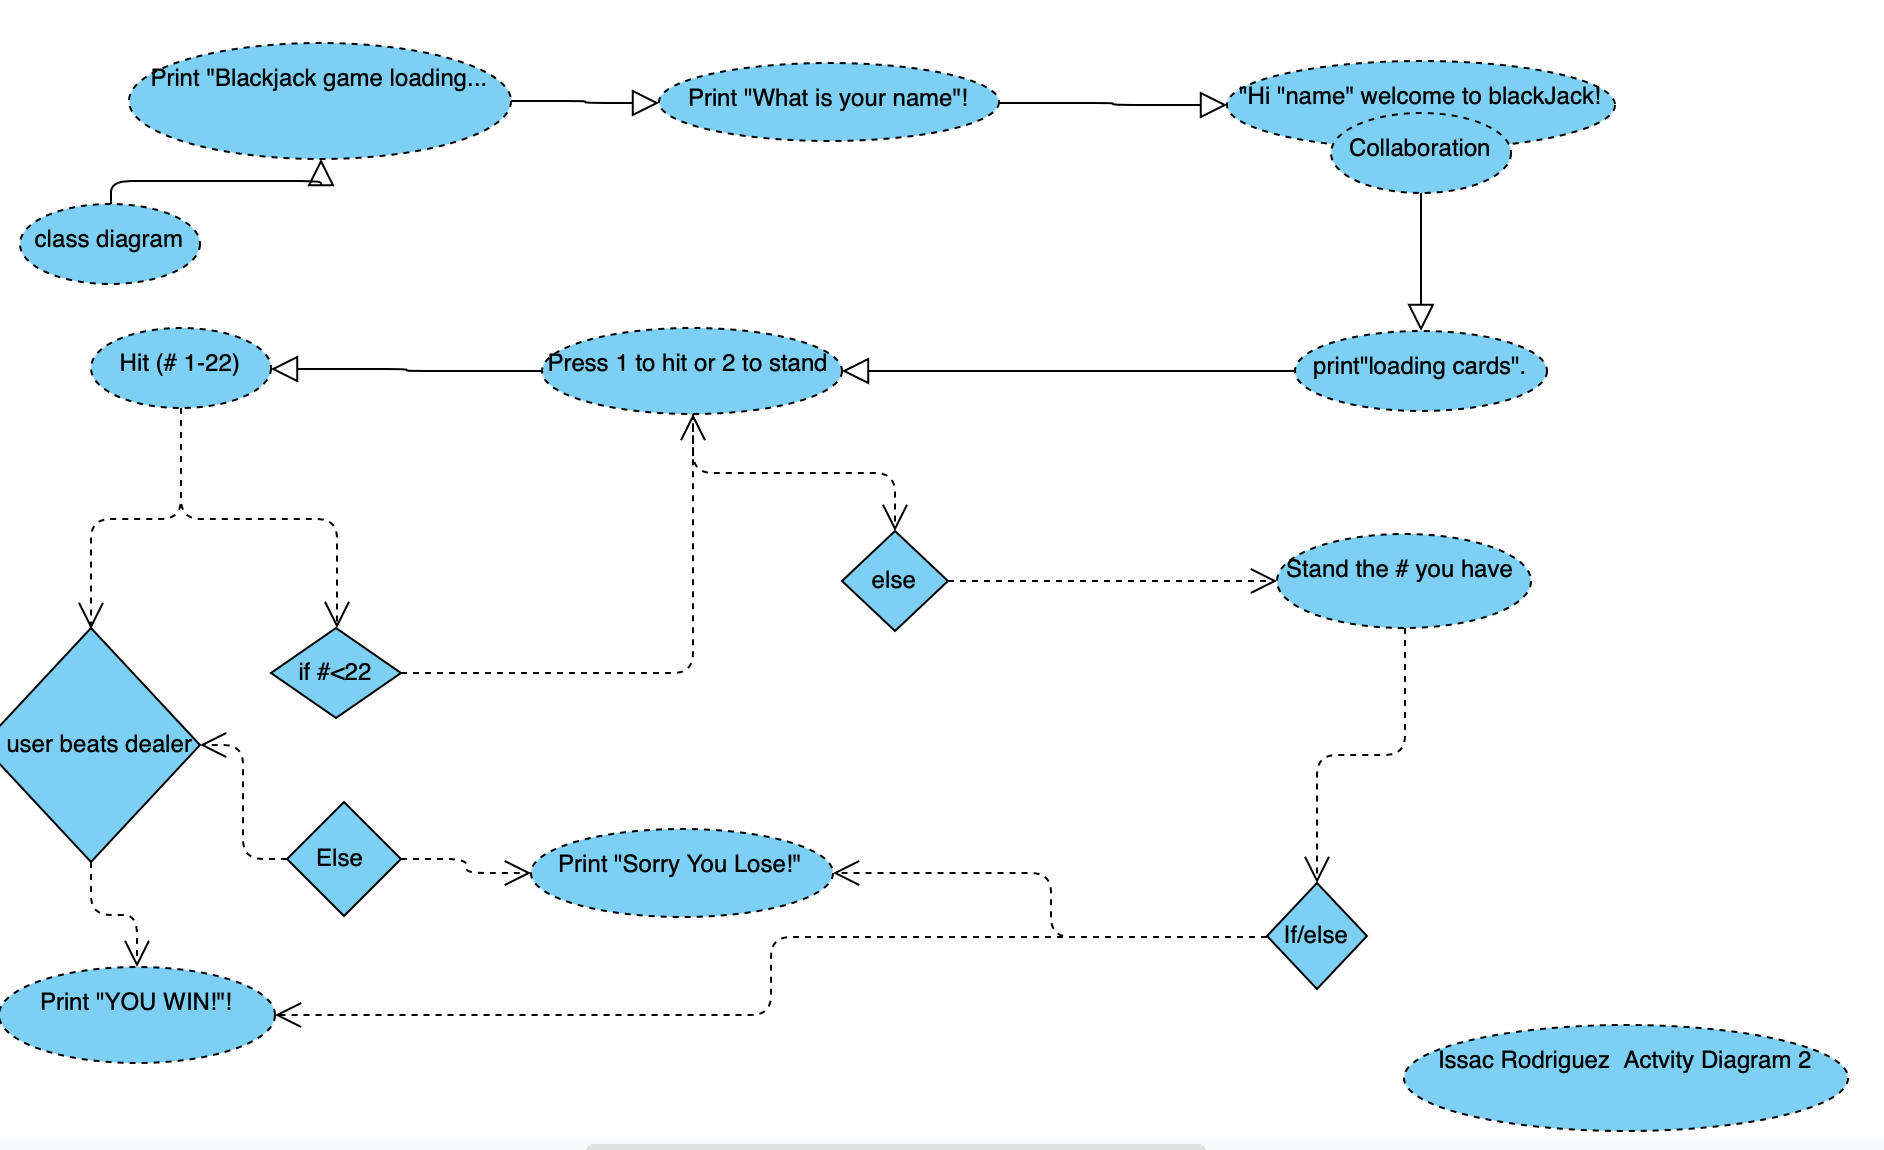 Print "Blackjack game loading...
Print "What is your name"!
"Hi "name" welcome to blackJack!
Collaboration
class diagram
Hit (# 1-22)
Press 1 to hit or 2 to stand
print"loading cards".
else
Stand the # you have
if #<22
user beats dealer
Else
Print "Sorry You Lose!"
If/else
Print "YOU WIN!"!
Issac Rodriguez  Actvity Diagram 2